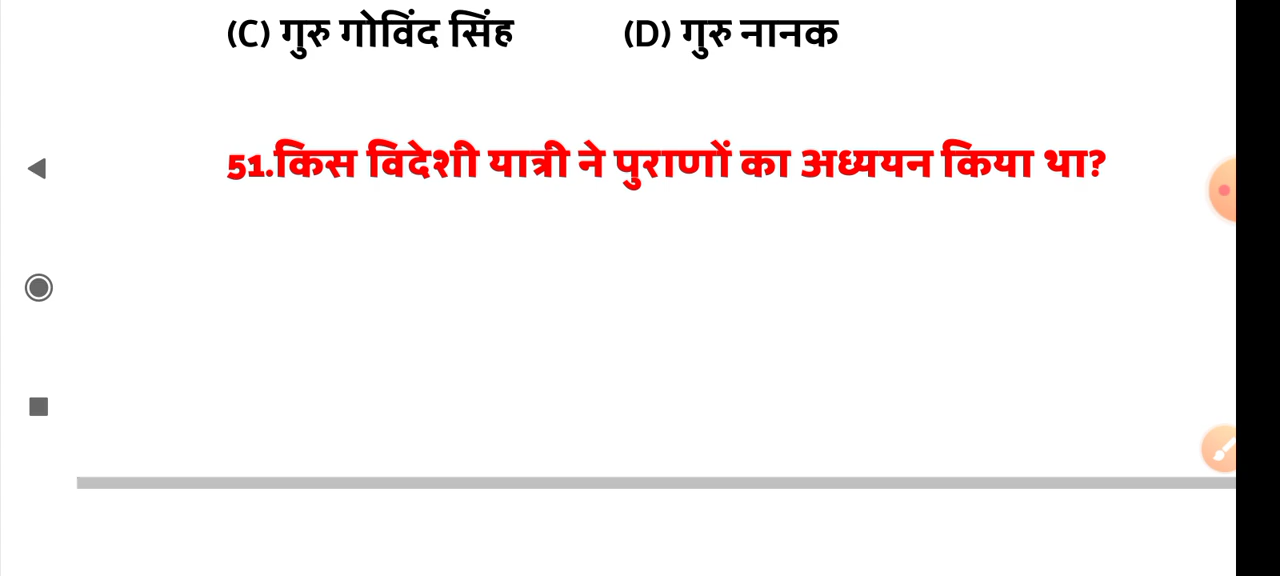 (C) गुरु गोविंद सिंह (D) गुरु नानक
51.किस विदेशी यात्री ने पुराणों का अध्ययन किया था?